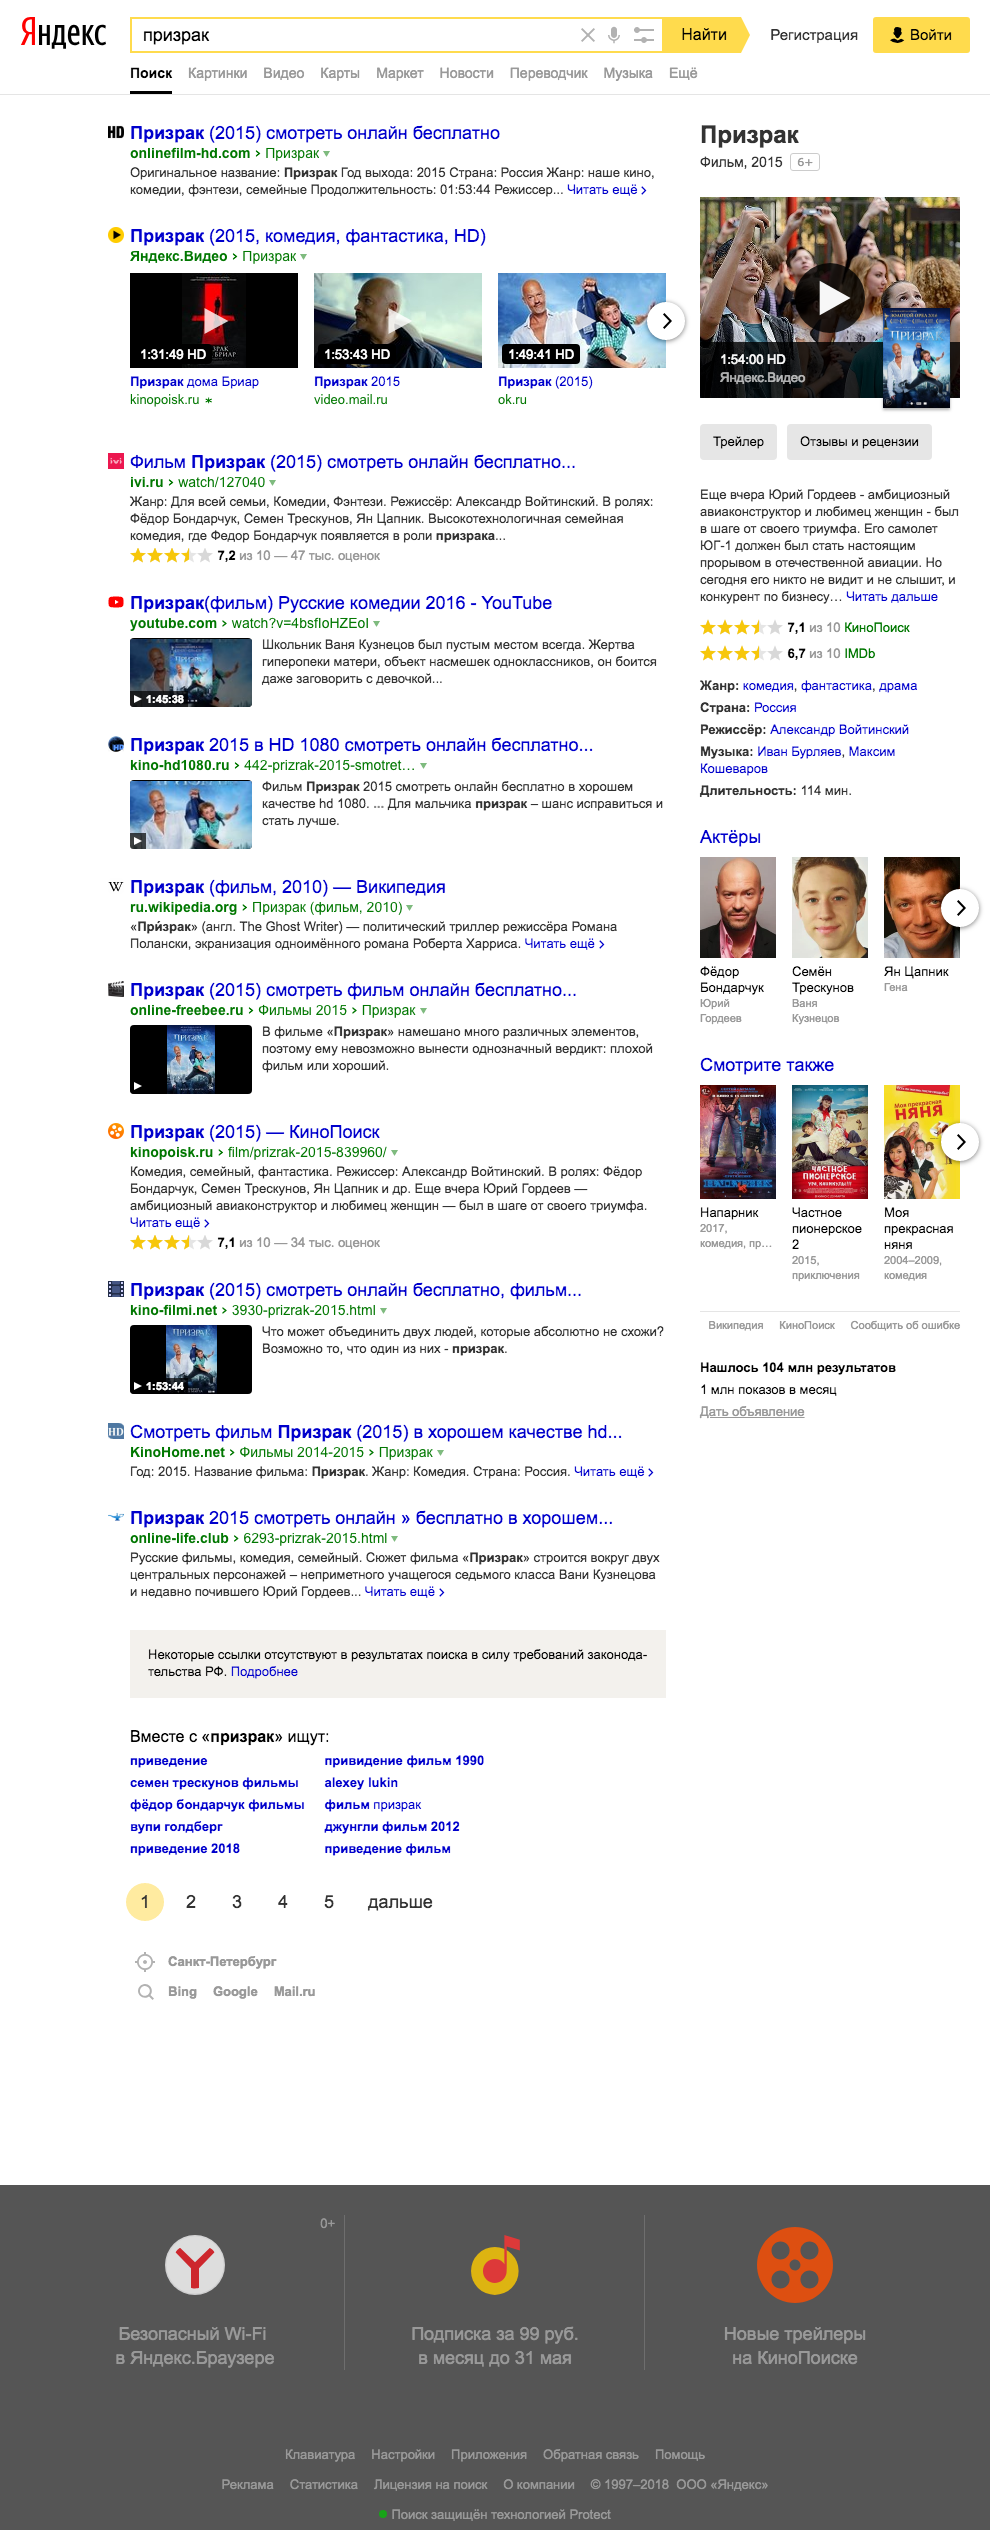 Яндекс
призрак
Найти
Регистрация
Войти
Поиск Картинки Видео Карты Маркет Новости Переводчик Музыка Ещё
Призрак (2015) смотреть онлайн бесплатно
onlinefilm-hd.com › Призрак
Оригинальное название: Призрак Год выхода: 2015 Страна: Россия Жанр: наше кино,
комедии, фэнтези, семейные Продолжительность: 01:53:44 Режиссер... Читать ещё ›
Призрак (2015, комедия, фантастика, HD)
Яндекс.Видео › Призрак
1:31:49 HD
1:53:43 HD
1:49:41 HD
Призрак дома Бриар
kinopoisk.ru
Призрак 2015
video.mail.ru
Призрак (2015)
ok.ru
Фильм Призрак (2015) смотреть онлайн бесплатно...
ivi.ru › watch/127040
Жанр: Для всей семьи, Комедии, Фэнтези. Режиссёр: Александр Войтинский. В ролях:
Фёдор Бондарчук, Семен Трескунов, Ян Цапник. Высокотехнологичная семейная
комедия, где Федор Бондарчук появляется в роли призрака...
7,2 из 10 — 47 тыс. оценок
Призрак(фильм) Русские комедии 2016 - YouTube
youtube.com › watch?v=4bsfIoHZEoI
1:45:38
Школьник Ваня Кузнецов был пустым местом всегда. Жертва
гиперопеки матери, объект насмешек одноклассников, он боится
даже заговорить с девочкой...
Призрак 2015 в HD 1080 смотреть онлайн бесплатно...
kino-hd1080.ru › 442-prizrak-2015-smotret…
Фильм Призрак 2015 смотреть онлайн бесплатно в хорошем
качестве hd 1080. ... Для мальчика призрак – шанс исправиться и
стать лучше.
Призрак (фильм, 2010) — Википедия
ru.wikipedia.org › Призрак (фильм, 2010)
«При́зрак» (англ. The Ghost Writer) — политический триллер режиссёра Романа
Полански, экранизация одноимённого романа Роберта Харриса. Читать ещё ›
Призрак (2015) смотреть фильм онлайн бесплатно...
online-freebee.ru › Фильмы 2015 › Призрак
В фильме «Призрак» намешано много различных элементов,
поэтому ему невозможно вынести однозначный вердикт: плохой
фильм или хороший.
Призрак (2015) — КиноПоиск
kinopoisk.ru › film/prizrak-2015-839960/
Комедия, семейный, фантастика. Режиссер: Александр Войтинский. В ролях: Фёдор
Бондарчук, Семен Трескунов, Ян Цапник и др. Еще вчера Юрий Гордеев —
амбициозный авиаконструктор и любимец женщин — был в шаге от своего триумфа.
Читать ещё ›
7,1 из 10 — 34 тыс. оценок
Призрак (2015) смотреть онлайн бесплатно, фильм...
kino-filmi.net › 3930-prizrak-2015.html
1:53:44
Что может объединить двух людей, которые абсолютно не схожи?
Возможно то, что один из них - призрак.
Смотреть фильм Призрак (2015) в хорошем качестве hd...
KinoHome.net › Фильмы 2014-2015 › Призрак
Год: 2015. Название фильма: Призрак. Жанр: Комедия. Страна: Россия. Читать ещё ›
Призрак 2015 смотреть онлайн » бесплатно в хорошем...
online-life.club › 6293-prizrak-2015.html
Русские фильмы, комедия, семейный. Сюжет фильма «Призрак» строится вокруг двух
центральных персонажей – неприметного учащегося седьмого класса Вани Кузнецова
и недавно почившего Юрий Гордеев... Читать ещё ›
Некоторые ссылки отсутствуют в результатах поиска в силу требований законода-
тельства РФ. Подробнее
Вместе с «призрак» ищут:
приведение
семен трескунов фильмы
фёдор бондарчук фильмы
вупи голдберг
приведение 2018
привидение фильм 1990
alexey lukin
фильм призрак
джунгли фильм 2012
приведение фильм
1 2 3 4 5 дальше
Санкт-Петербург
Bing Google Mail.ru
Призрак
Фильм, 2015 6+
1:54:00 HD
Яндекс.Видео
ПРИЗРАК
Трейлер
Отзывы и рецензии
Еще вчера Юрий Гордеев - амбициозный
авиаконструктор и любимец женщин - был
в шаге от своего триумфа. Его самолет
ЮГ-1 должен был стать настоящим
прорывом в отечественной авиации. Но
сегодня его никто не видит и не слышит, и
конкурент по бизнесу… Читать дальше
7,1 из 10 КиноПоиск
6,7 из 10 IMDb
Жанр: комедия, фантастика, драма
Страна: Россия
Режиссёр: Александр Войтинский
Музыка: Иван Бурляев, Максим
Кошеваров
Длительность: 114 мин.
Актёры
Фёдор
Бондарчук
Юрий
Гордеев
Семён
Трескунов
Ваня
Кузнецов
Ян Цапник
Гена
Смотрите также
НАПАРНИК
ЧАСТНОЕ
ПИОНЕРСКОЕ
Моя прекрасная
НЯНЯ
Напарник
2017,
комедия, пр…
Частное
пионерское
2
2015,
приключения
Моя
прекрасная
няня
2004–2009,
комедия
Википедия КиноПоиск Сообщить об ошибке
Нашлось 104 млн результатов
1 млн показов в месяц
Дать объявление
0+
Безопасный Wi-Fi
в Яндекс.Браузере
Подписка за 99 руб.
в месяц до 31 мая
Новые трейлеры
на КиноПоиске
Клавиатура Настройки Приложения Обратная связь Помощь
Реклама Статистика Лицензия на поиск О компании © 1997–2018 ООО «Яндекс»
Поиск защищён технологией Protect